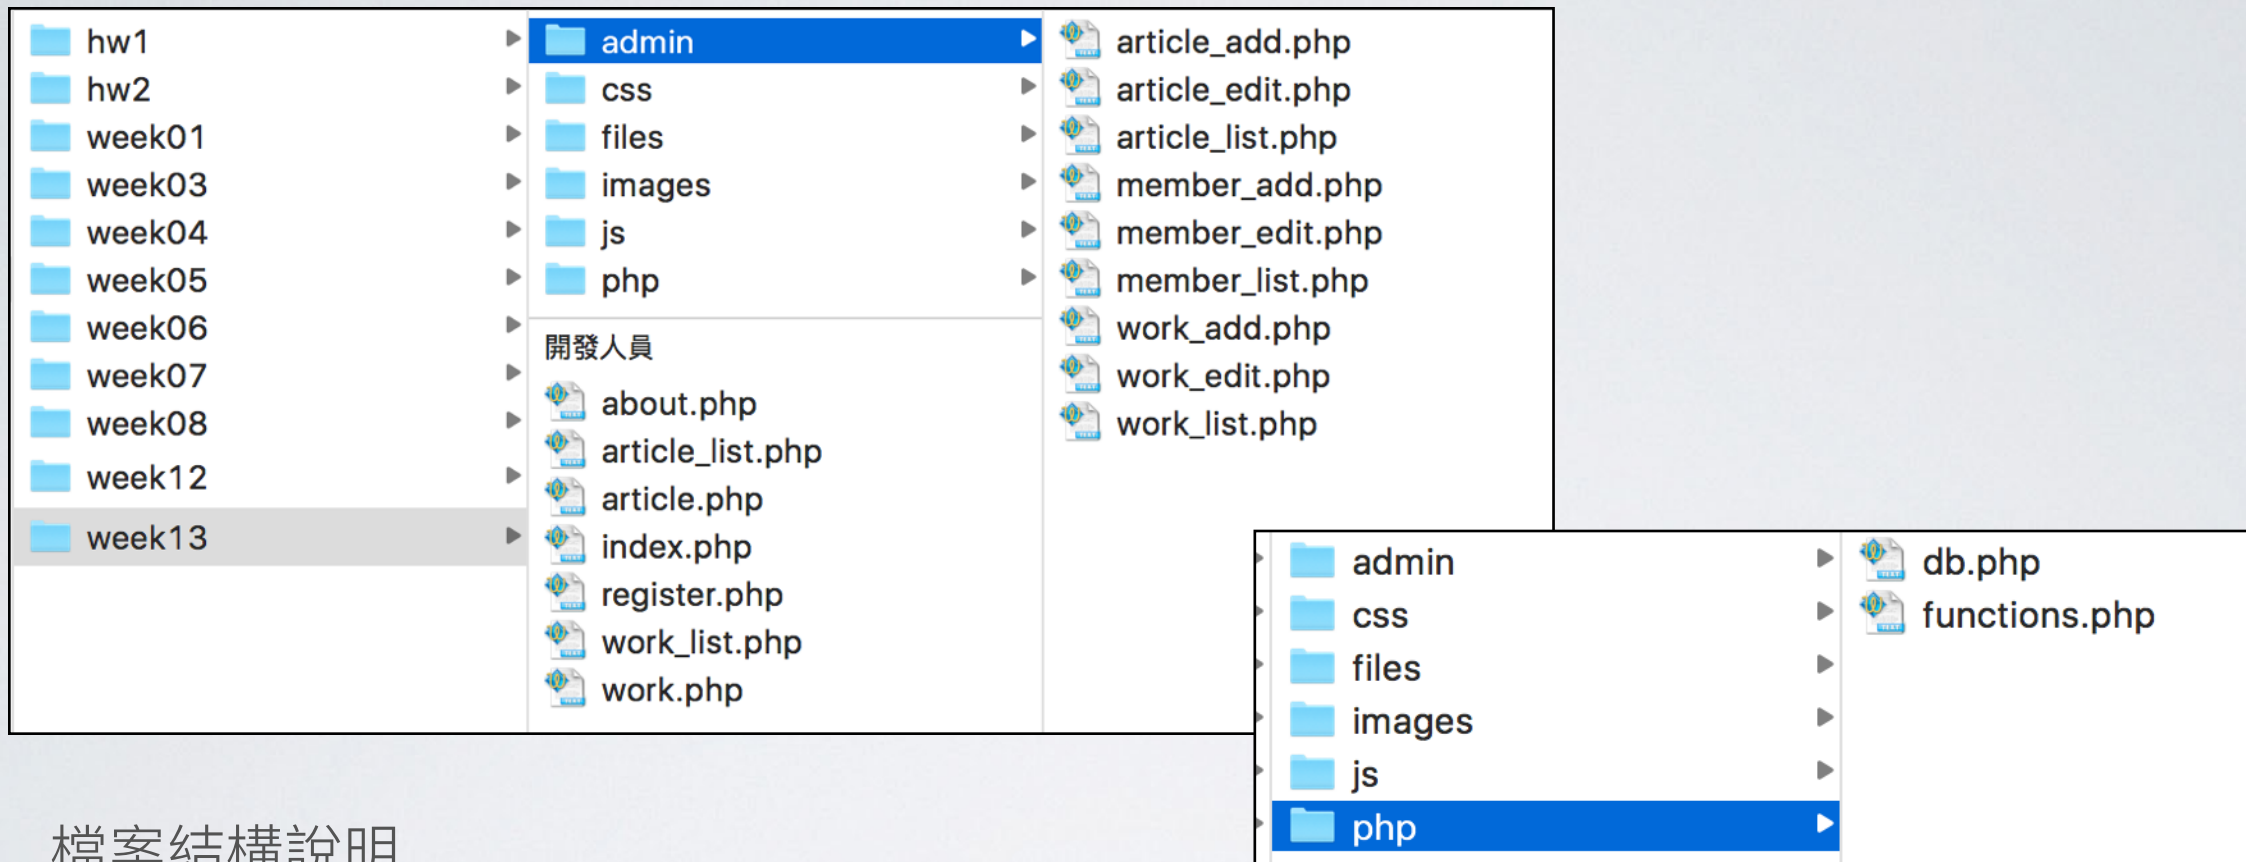 hw1
hw2
week01
week03
week04
week05
week06
week07
week08
week12
week13
admin
css
files
images
js
php
開發人員
about.php
article_list.php
article.php
index.php
register.php
work_list.php
work.php
article_add.php
article_edit.php
article_list.php
member_add.php
member_edit.php
member_list.php
work_add.php
work_edit.php
work_list.php
admin
css
files
images
js
php
db.php
functions.php
檔案結構說明